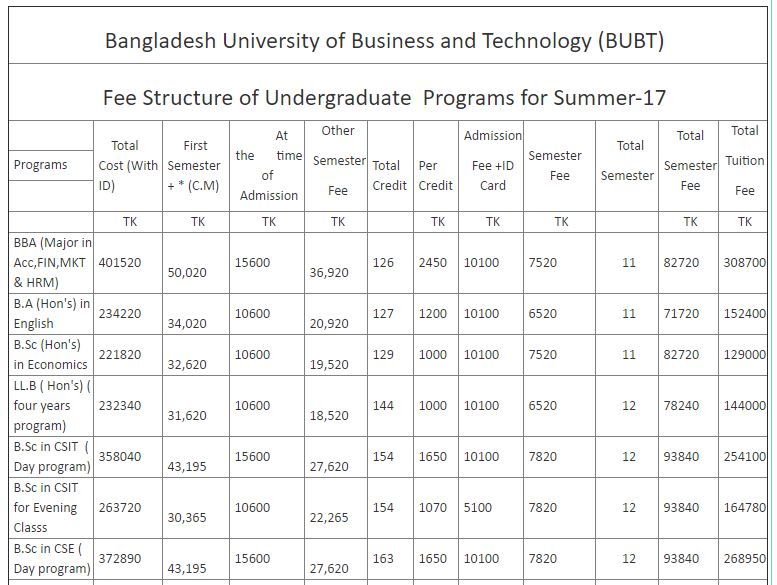 Bangladesh University of Business and Technology (BUBT)
Fee Structure of Undergraduate Programs for Summer-17
Programs
Total
Cost (With
ID)
First
Semester
+ * (C.M)
At
the time
of
Admission
Other
Semester
Fee
Total
Credit
Per
Credit
Admission
Fee +ID
Card
Semester
Fee
Total
Semester
Total
Semester
Fee
Total
Tuition
Fee
TK TK TK TK TK TK TK TK TK
BBA (Major in
Acc,FIN,MKT
& HRM)
401520 50,020 15600 36,920 126 2450 10100 7520 11 82720 308700
B.A (Hon's) in
English
234220 34,020 10600 20,920 127 1200 10100 6520 11 71720 152400
B.Sc (Hon's)
in Economics
221820 32,620 10600 19,520 129 1000 10100 7520 11 82720 129000
LL.B ( Hon's) (
four years
program)
232340 31,620 10600 18,520 144 1000 10100 6520 12 78240 144000
B.Sc in CSIT (
Day program)
358040 43,195 15600 27,620 154 1650 10100 7820 12 93840 254100
B.Sc in CSIT
for Evening
Classs
263720 30,365 10600 22,265 154 1070 5100 7820 12 93840 164780
B.Sc in CSE (
Day program)
372890 43,195 15600 27,620 163 1650 10100 7820 12 93840 268950